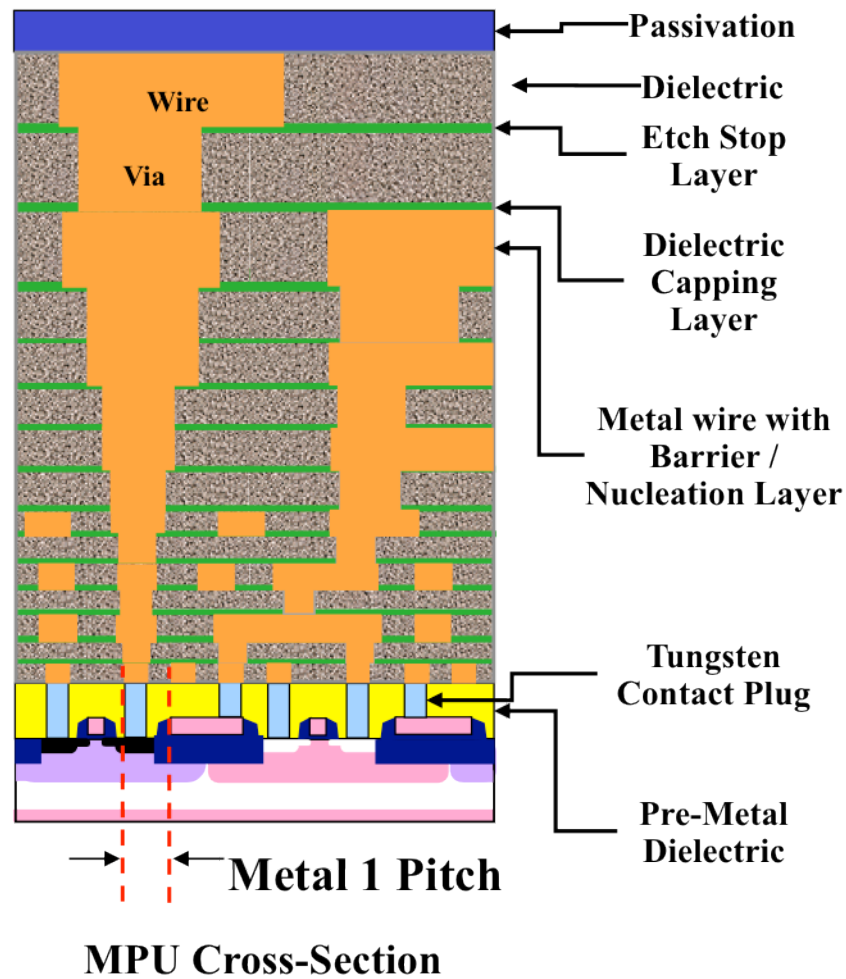 Passivation
Wire
Dielectric
Etch Stop
Layer
Via
Dielectric
Capping
Layer
Metal wire with
Barrier /
Nucleation Layer
Tungsten
Contact Plug
Pre-Metal
Dielectric
Metal 1 Pitch
MPU Cross-Section